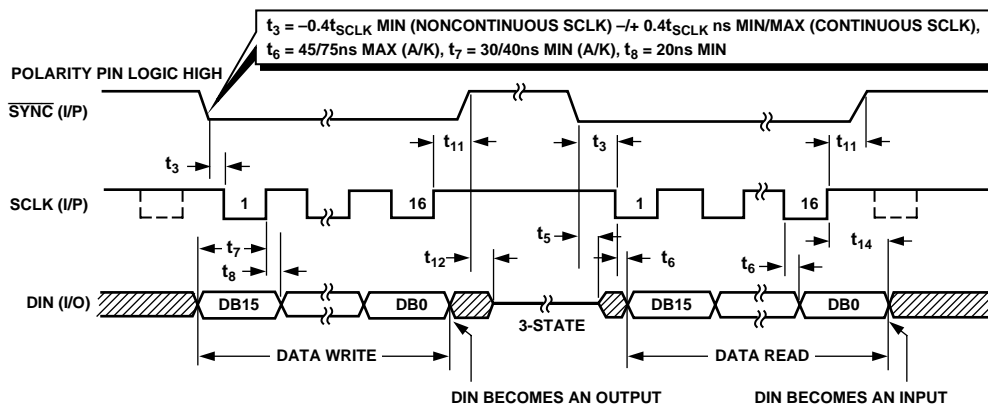 t3 = –0.4tSCLK MIN (NONCONTINUOUS SCLK) –/+ 0.4tSCLK ns MIN/MAX (CONTINUOUS SCLK),
t6 = 45/75ns MAX (A/K), t7 = 30/40ns MIN (A/K), t8 = 20ns MIN
POLARITY PIN LOGIC HIGH
SYNC (I/P)
t3
t11
t3
t11
SCLK (I/P)
1
16
1
16
t7
t8
t12
t5
t6
t6
t14
DIN (I/O)
DB15
DB0
3-STATE
DB15
DB0
DATA WRITE
DATA READ
DIN BECOMES AN OUTPUT
DIN BECOMES AN INPUT